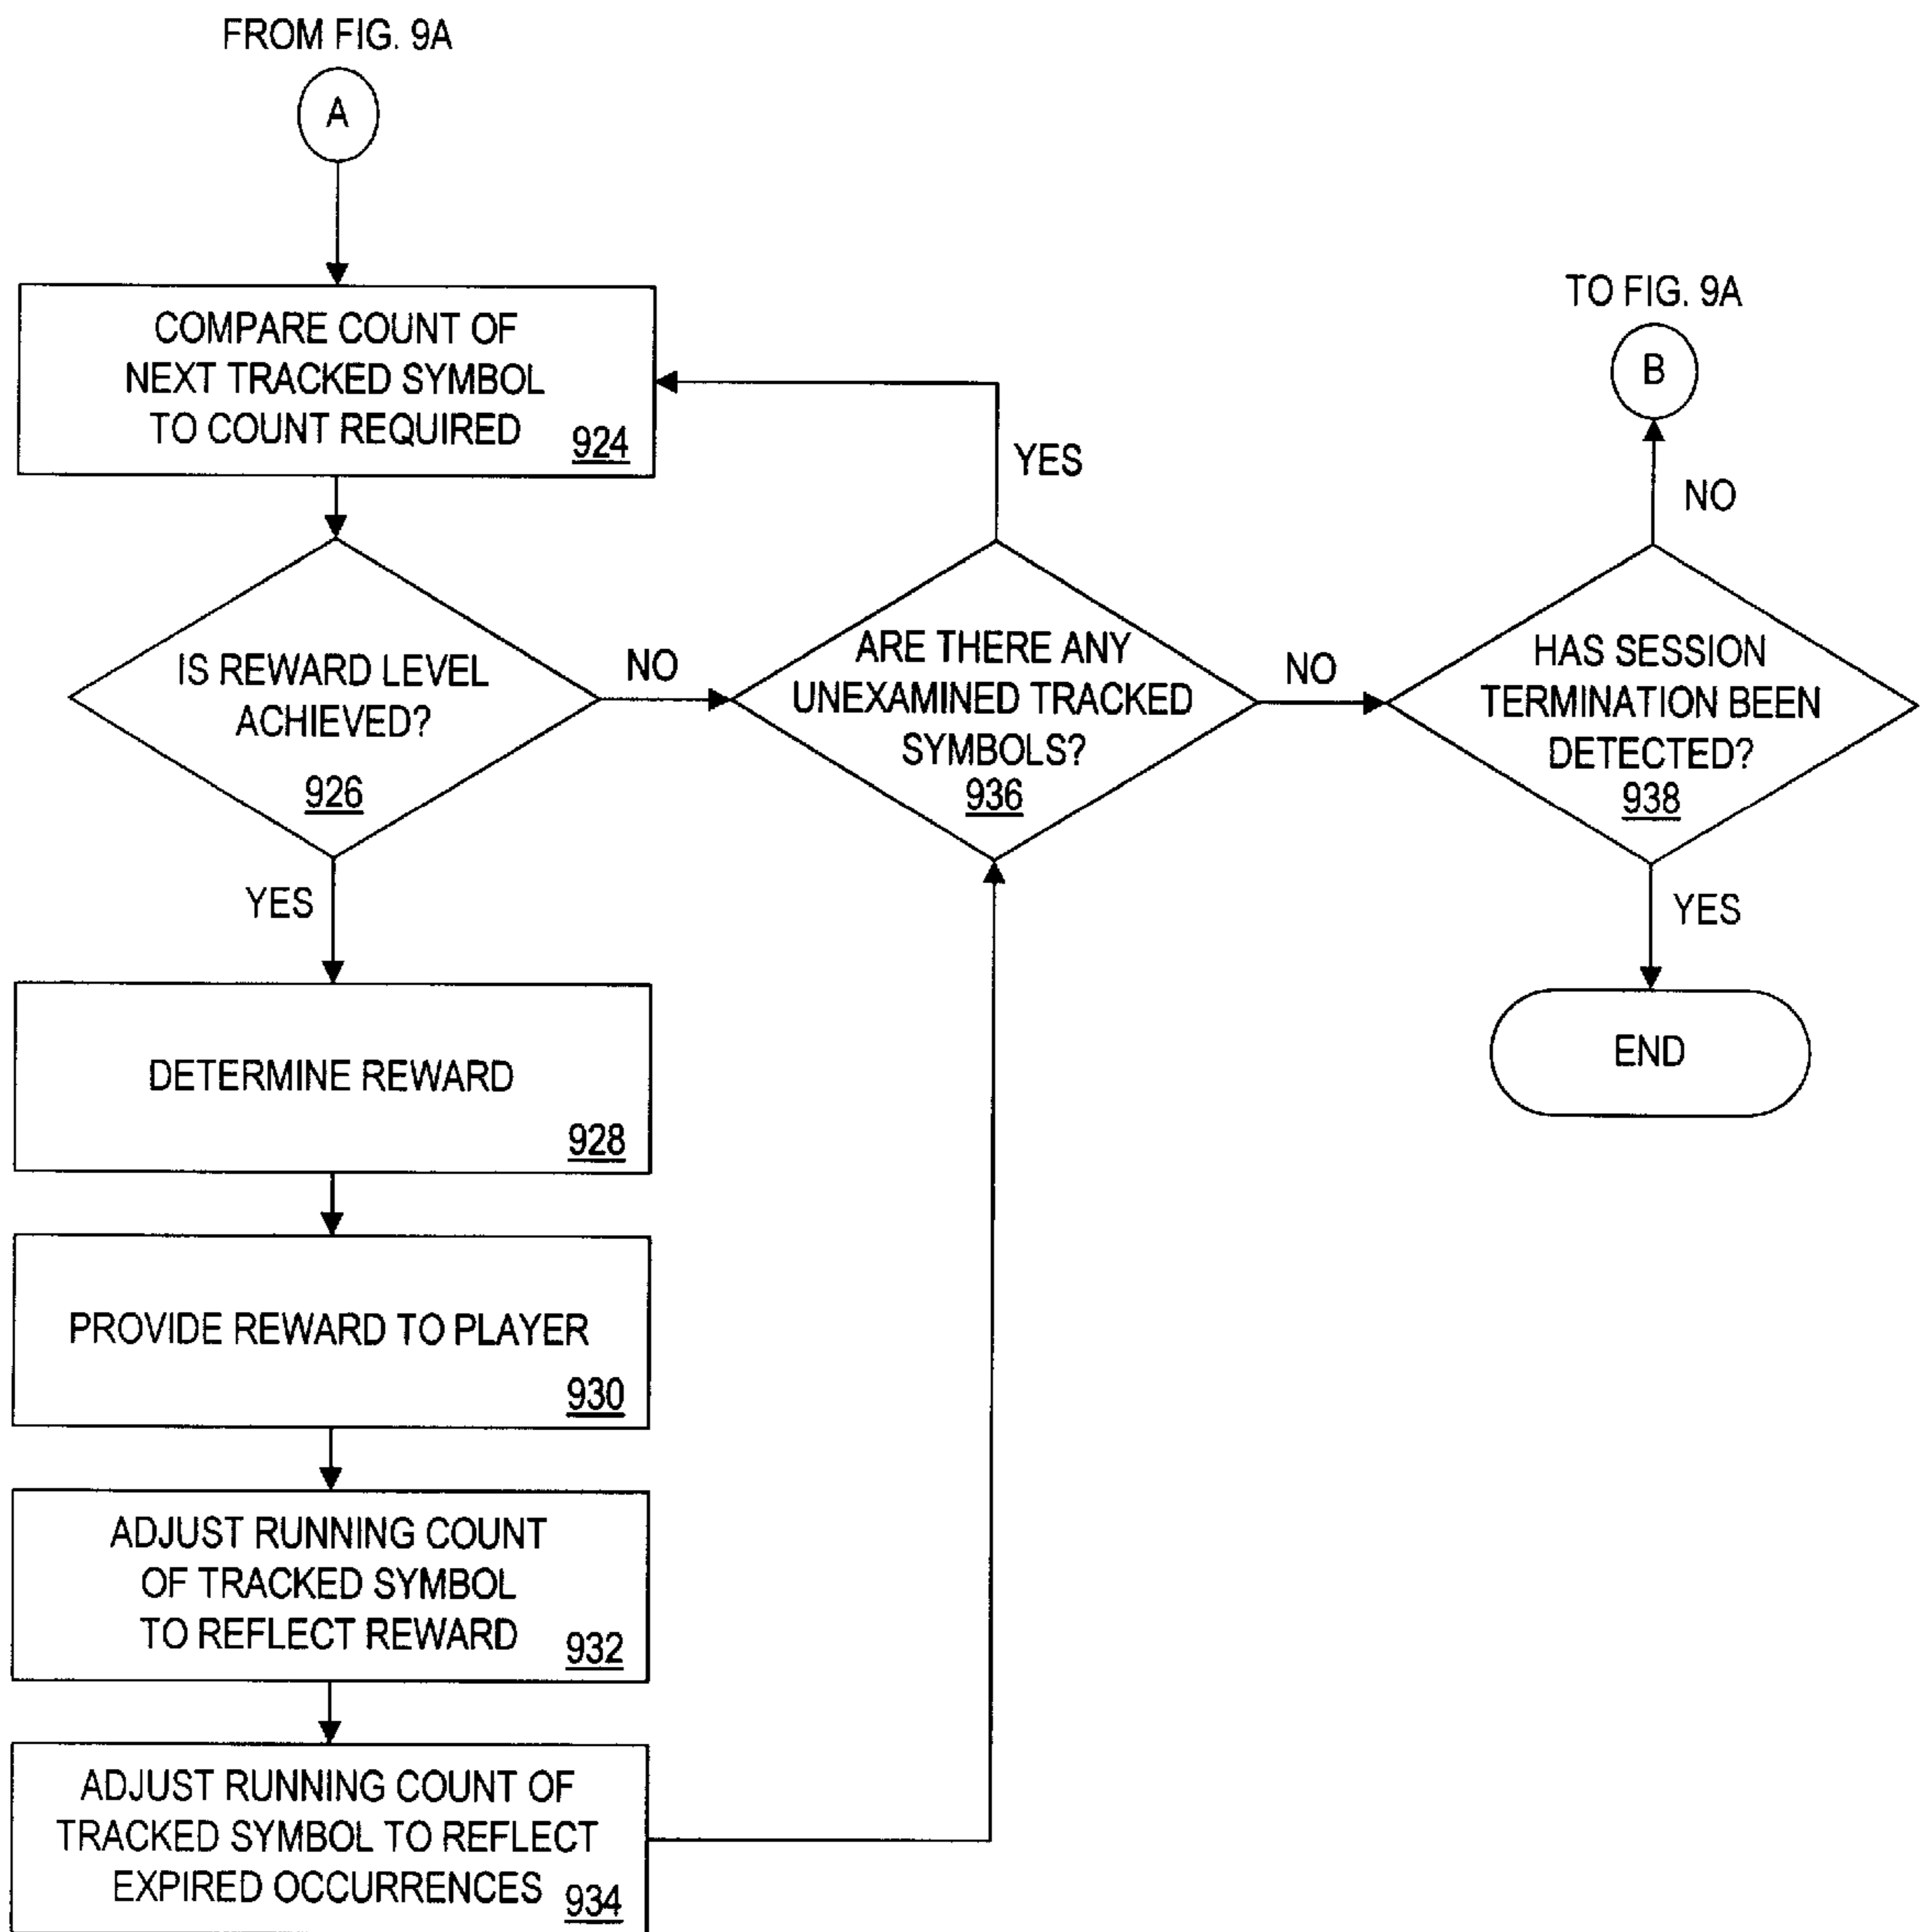 FROM FIG. 9A
A
COMPARE COUNT OF
NEXT TRACKED SYMBOL
TO COUNT REQUIRED
924
IS REWARD LEVEL
ACHIEVED?
926
NO
YES
DETERMINE REWARD
928
PROVIDE REWARD TO PLAYER
930
ADJUST RUNNING COUNT
OF TRACKED SYMBOL
TO REFLECT REWARD
932
ADJUST RUNNING COUNT OF
TRACKED SYMBOL TO REFLECT
EXPIRED OCCURRENCES
934
ARE THERE ANY
UNEXAMINED TRACKED
SYMBOLS?
936
YES
NO
HAS SESSION
TERMINATION BEEN
DETECTED?
938
NO
TO FIG. 9A
B
YES
END